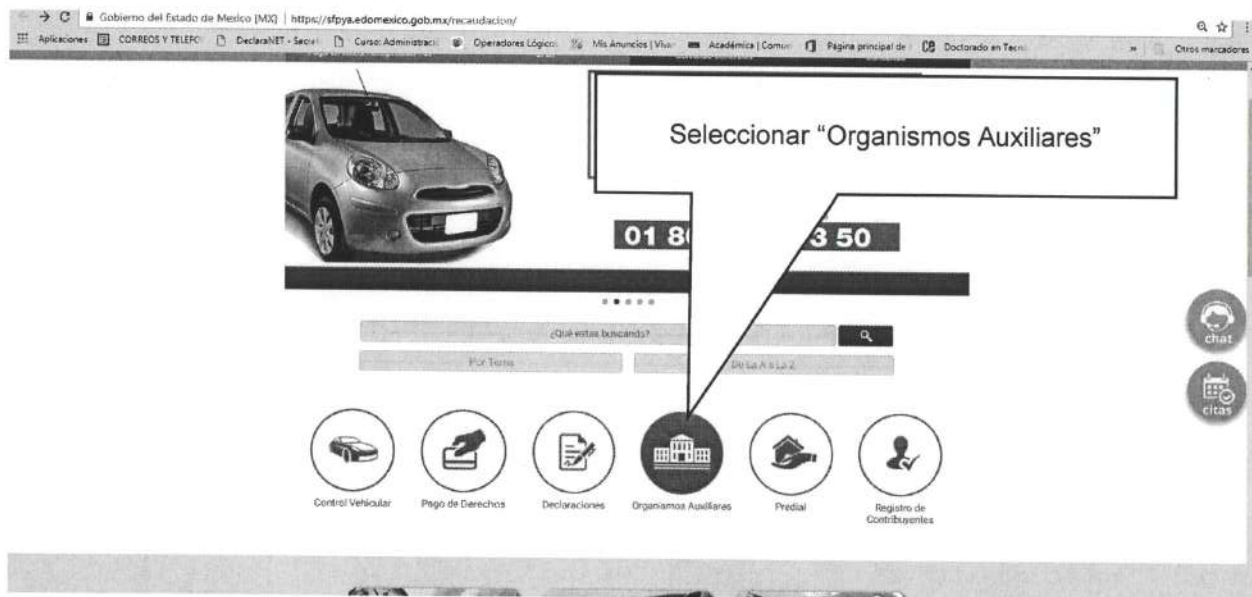 Gobierno del Estado de Mexico [MX] | https://sfpya.edomexico.gob.mx/recaudacion/
Aplicaciones CORREOS Y TELEFO DeclaraNET - Secret Curso: Administraci Operadores Lógico Mis Anuncios | Viva Académica | Comun Página principal de Doctorado en Tecn » Otros marcadores
Seleccionar “Organismos Auxiliares”
01 80 3 50
¿Qué estas buscando?
Por Tema De La A a La Z
chat
citas
Control Vehicular Pago de Derechos Declaraciones Organismos Auxiliares Predial Registro de
Contribuyentes